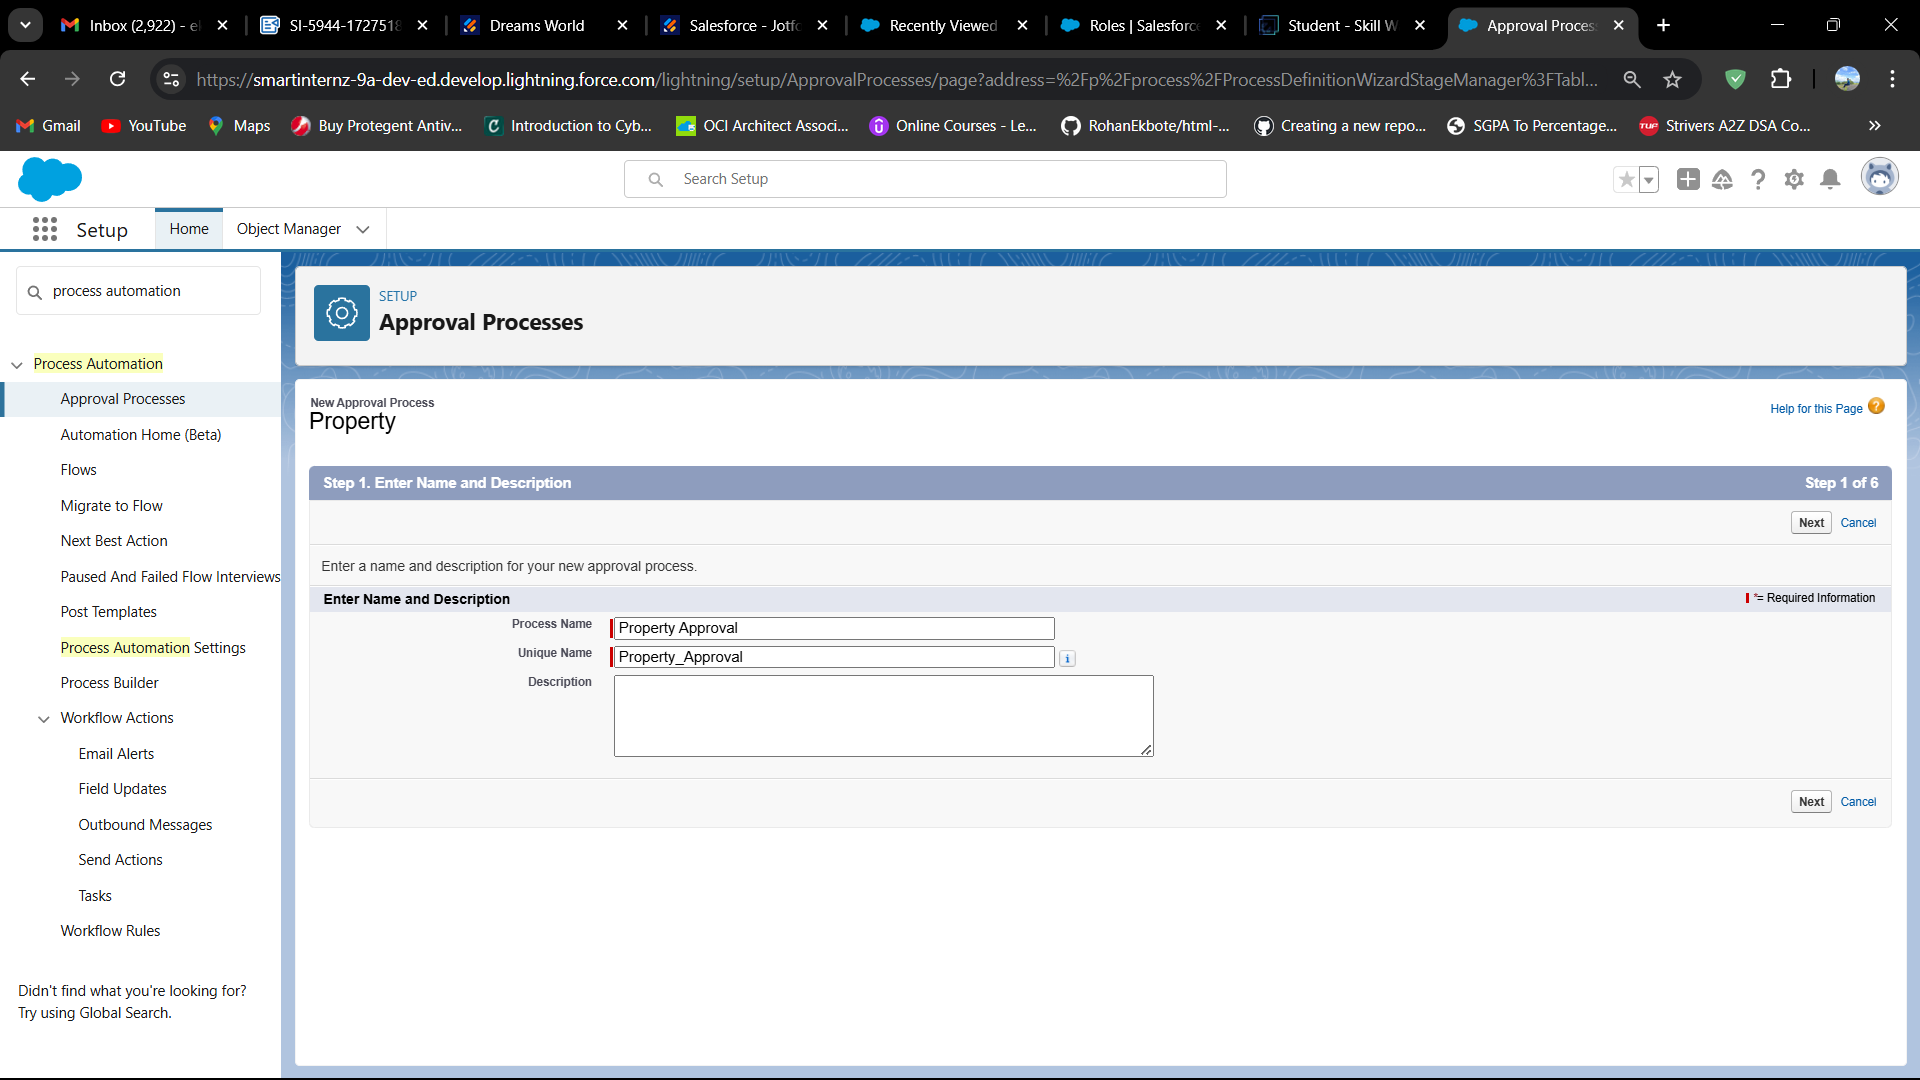 Inbox (2,922) - el
SI-5944-1727518
Dreams World
Salesforce - Jotfo
Recently Viewed
Roles | Salesforce
Student - Skill W
Approval Process
https://smartinternz-9a-dev-ed.develop.lightning.force.com/lightning/setup/ApprovalProcesses/page?address=%2Fp%2Fprocess%2FProcessDefinitionWizardStageManager%3FTabl...
Gmail
YouTube
Maps
Buy Protegent Antiv...
Introduction to Cyb...
OCI Architect Associ...
Online Courses - Le...
RohanEkbote/html-...
Creating a new repo...
SGPA To Percentage...
TUF
Strivers A2Z DSA Co...
»
Search Setup
Setup
Home
Object Manager
process automation
Process Automation
Approval Processes
Automation Home (Beta)
Flows
Migrate to Flow
Next Best Action
Paused And Failed Flow Interviews
Post Templates
Process Automation Settings
Process Builder
Workflow Actions
Email Alerts
Field Updates
Outbound Messages
Send Actions
Tasks
Workflow Rules
Didn't find what you're looking for?
Try using Global Search.
SETUP
Approval Processes
New Approval Process
Property
Help for this Page ?
Step 1. Enter Name and Description
Step 1 of 6
Next
Cancel
Enter a name and description for your new approval process.
Enter Name and Description
*= Required Information
Process Name
Property Approval
Unique Name
Property_Approval
i
Description
Next
Cancel